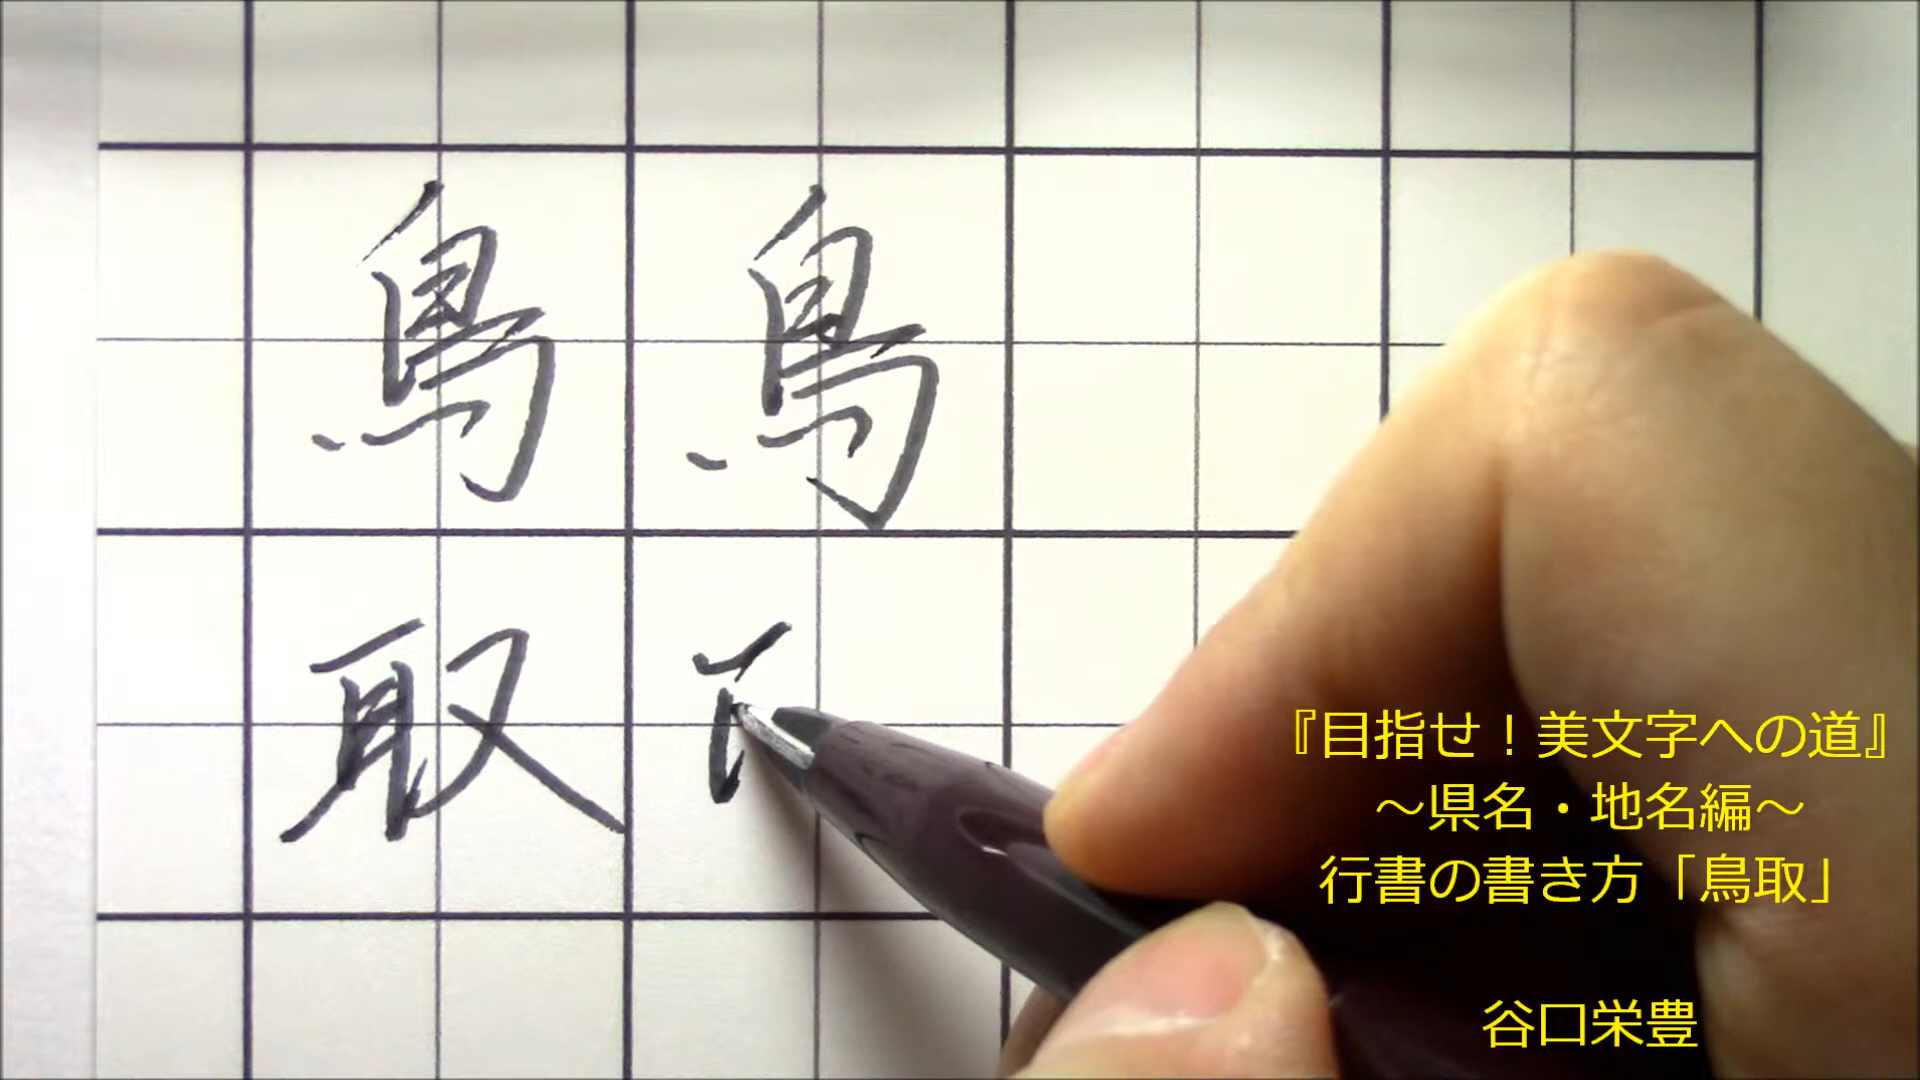 鳥鳥
取
『目指せ！美文字への道』
～県名・地名編～
行書の書き方「鳥取」
谷口栄豊